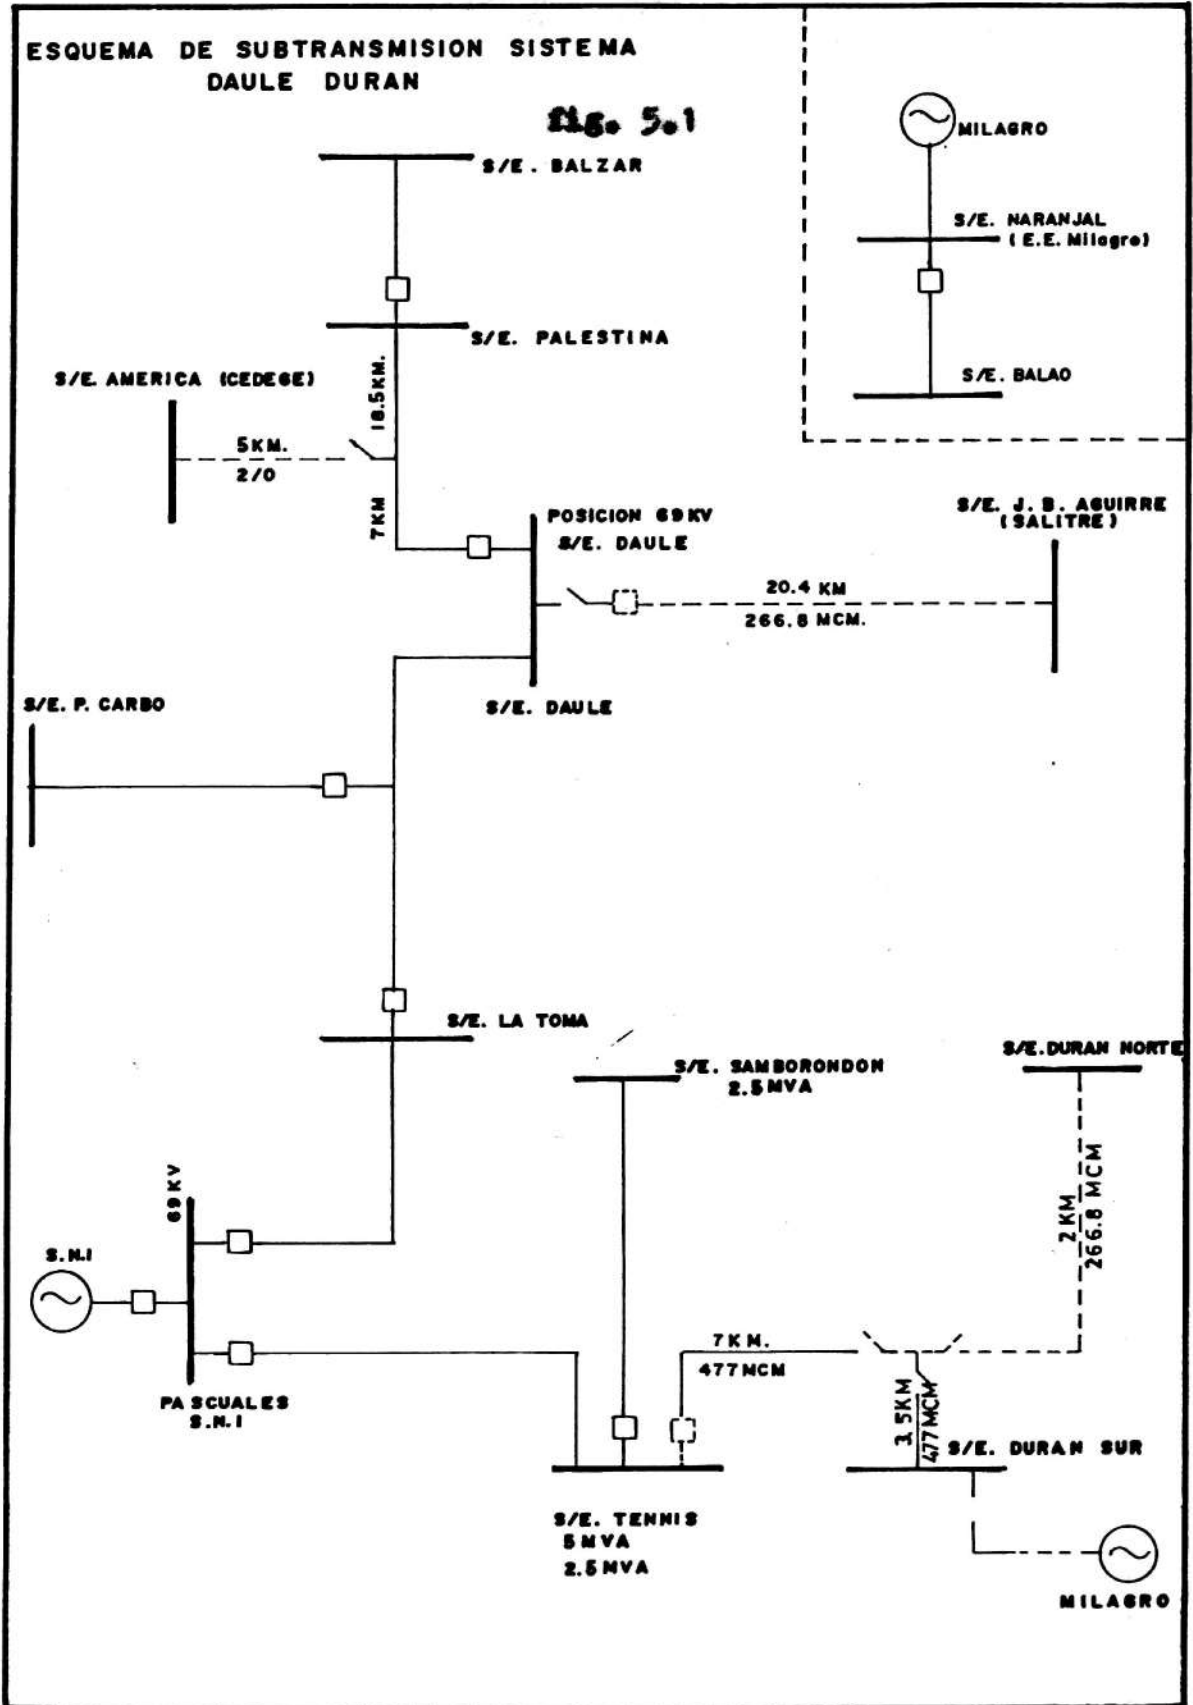 ESQUEMA DE SUBTRANSMISION SISTEMA
DAULE DURAN
fig. 5.1
MILAGRO
S/E. BALZAR
S/E. NARANJAL
(E.E. Milagro)
S/E. PALESTINA
S/E. AMERICA (CEDEGE)
18.5KM.
S/E. BALAO
5KM.
2/0
7KM
POSICION 69KV
S/E. DAULE
S/E. J. B. AGUIRRE
(SALITRE)
20.4 KM
266.8 MCM.
S/E. P. CARBO
S/E. DAULE
S/E. LA TOMA
S/E. SAMBORONDON
2.5MVA
S/E. DURAN NORTE
69KV
2KM
266.8 MCM
S.N.I
7KM.
477MCM
PASCUALES
S.N.I
3.5KM
477MCM
S/E. DURAN SUR
S/E. TENNIS
5MVA
2.5MVA
MILAGRO